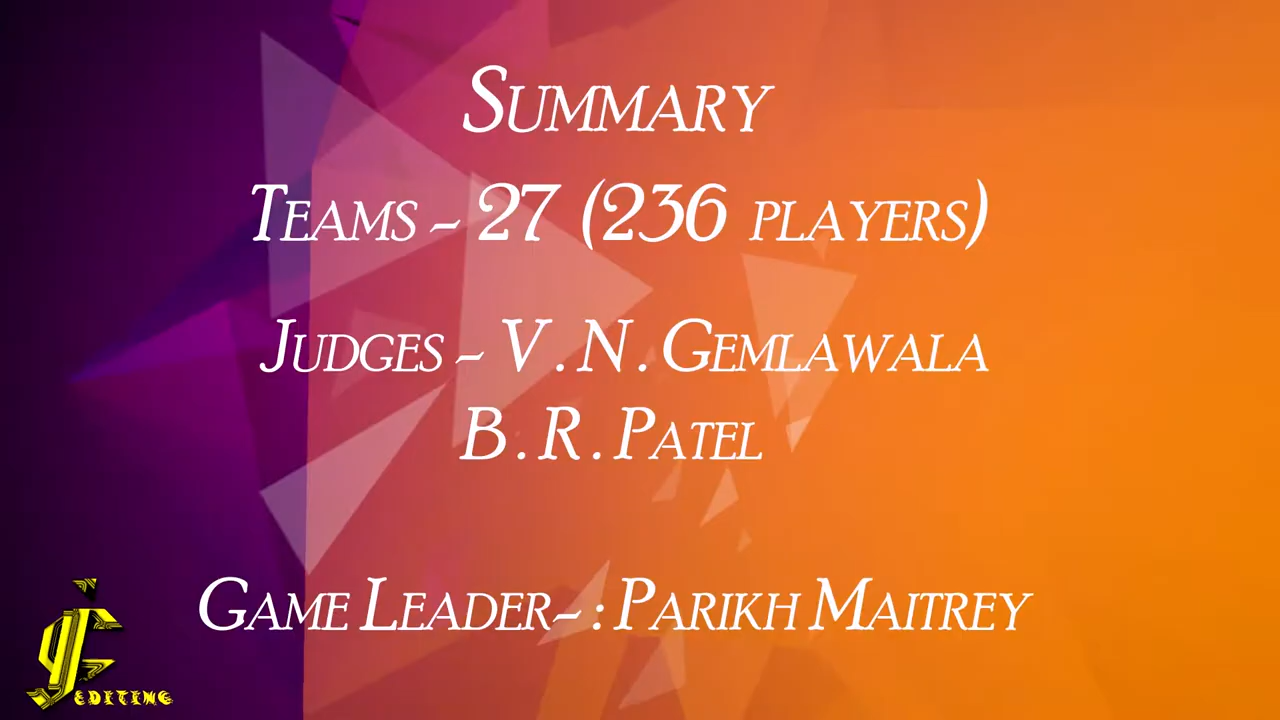 Summary
Teams - 27 (236 players)
Judges - V . N . Gemlawala
B . R . Patel
Game Leader- : Parikh Maitrey
EDITING